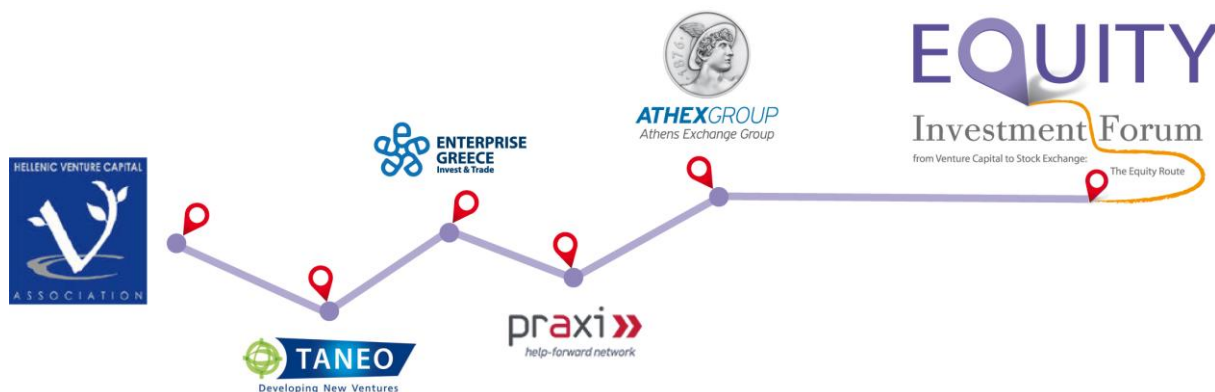 HELLENIC VENTURE CAPITAL
ASSOCIATION
TANEO
Developing New Ventures
ENTERPRISE
GREECE
Invest & Trade
praxi
help-forward network
1876
ATHEXGROUP
Athens Exchange Group
EQUITY
Investment Forum
from Venture Capital to Stock Exchange:
The Equity Route